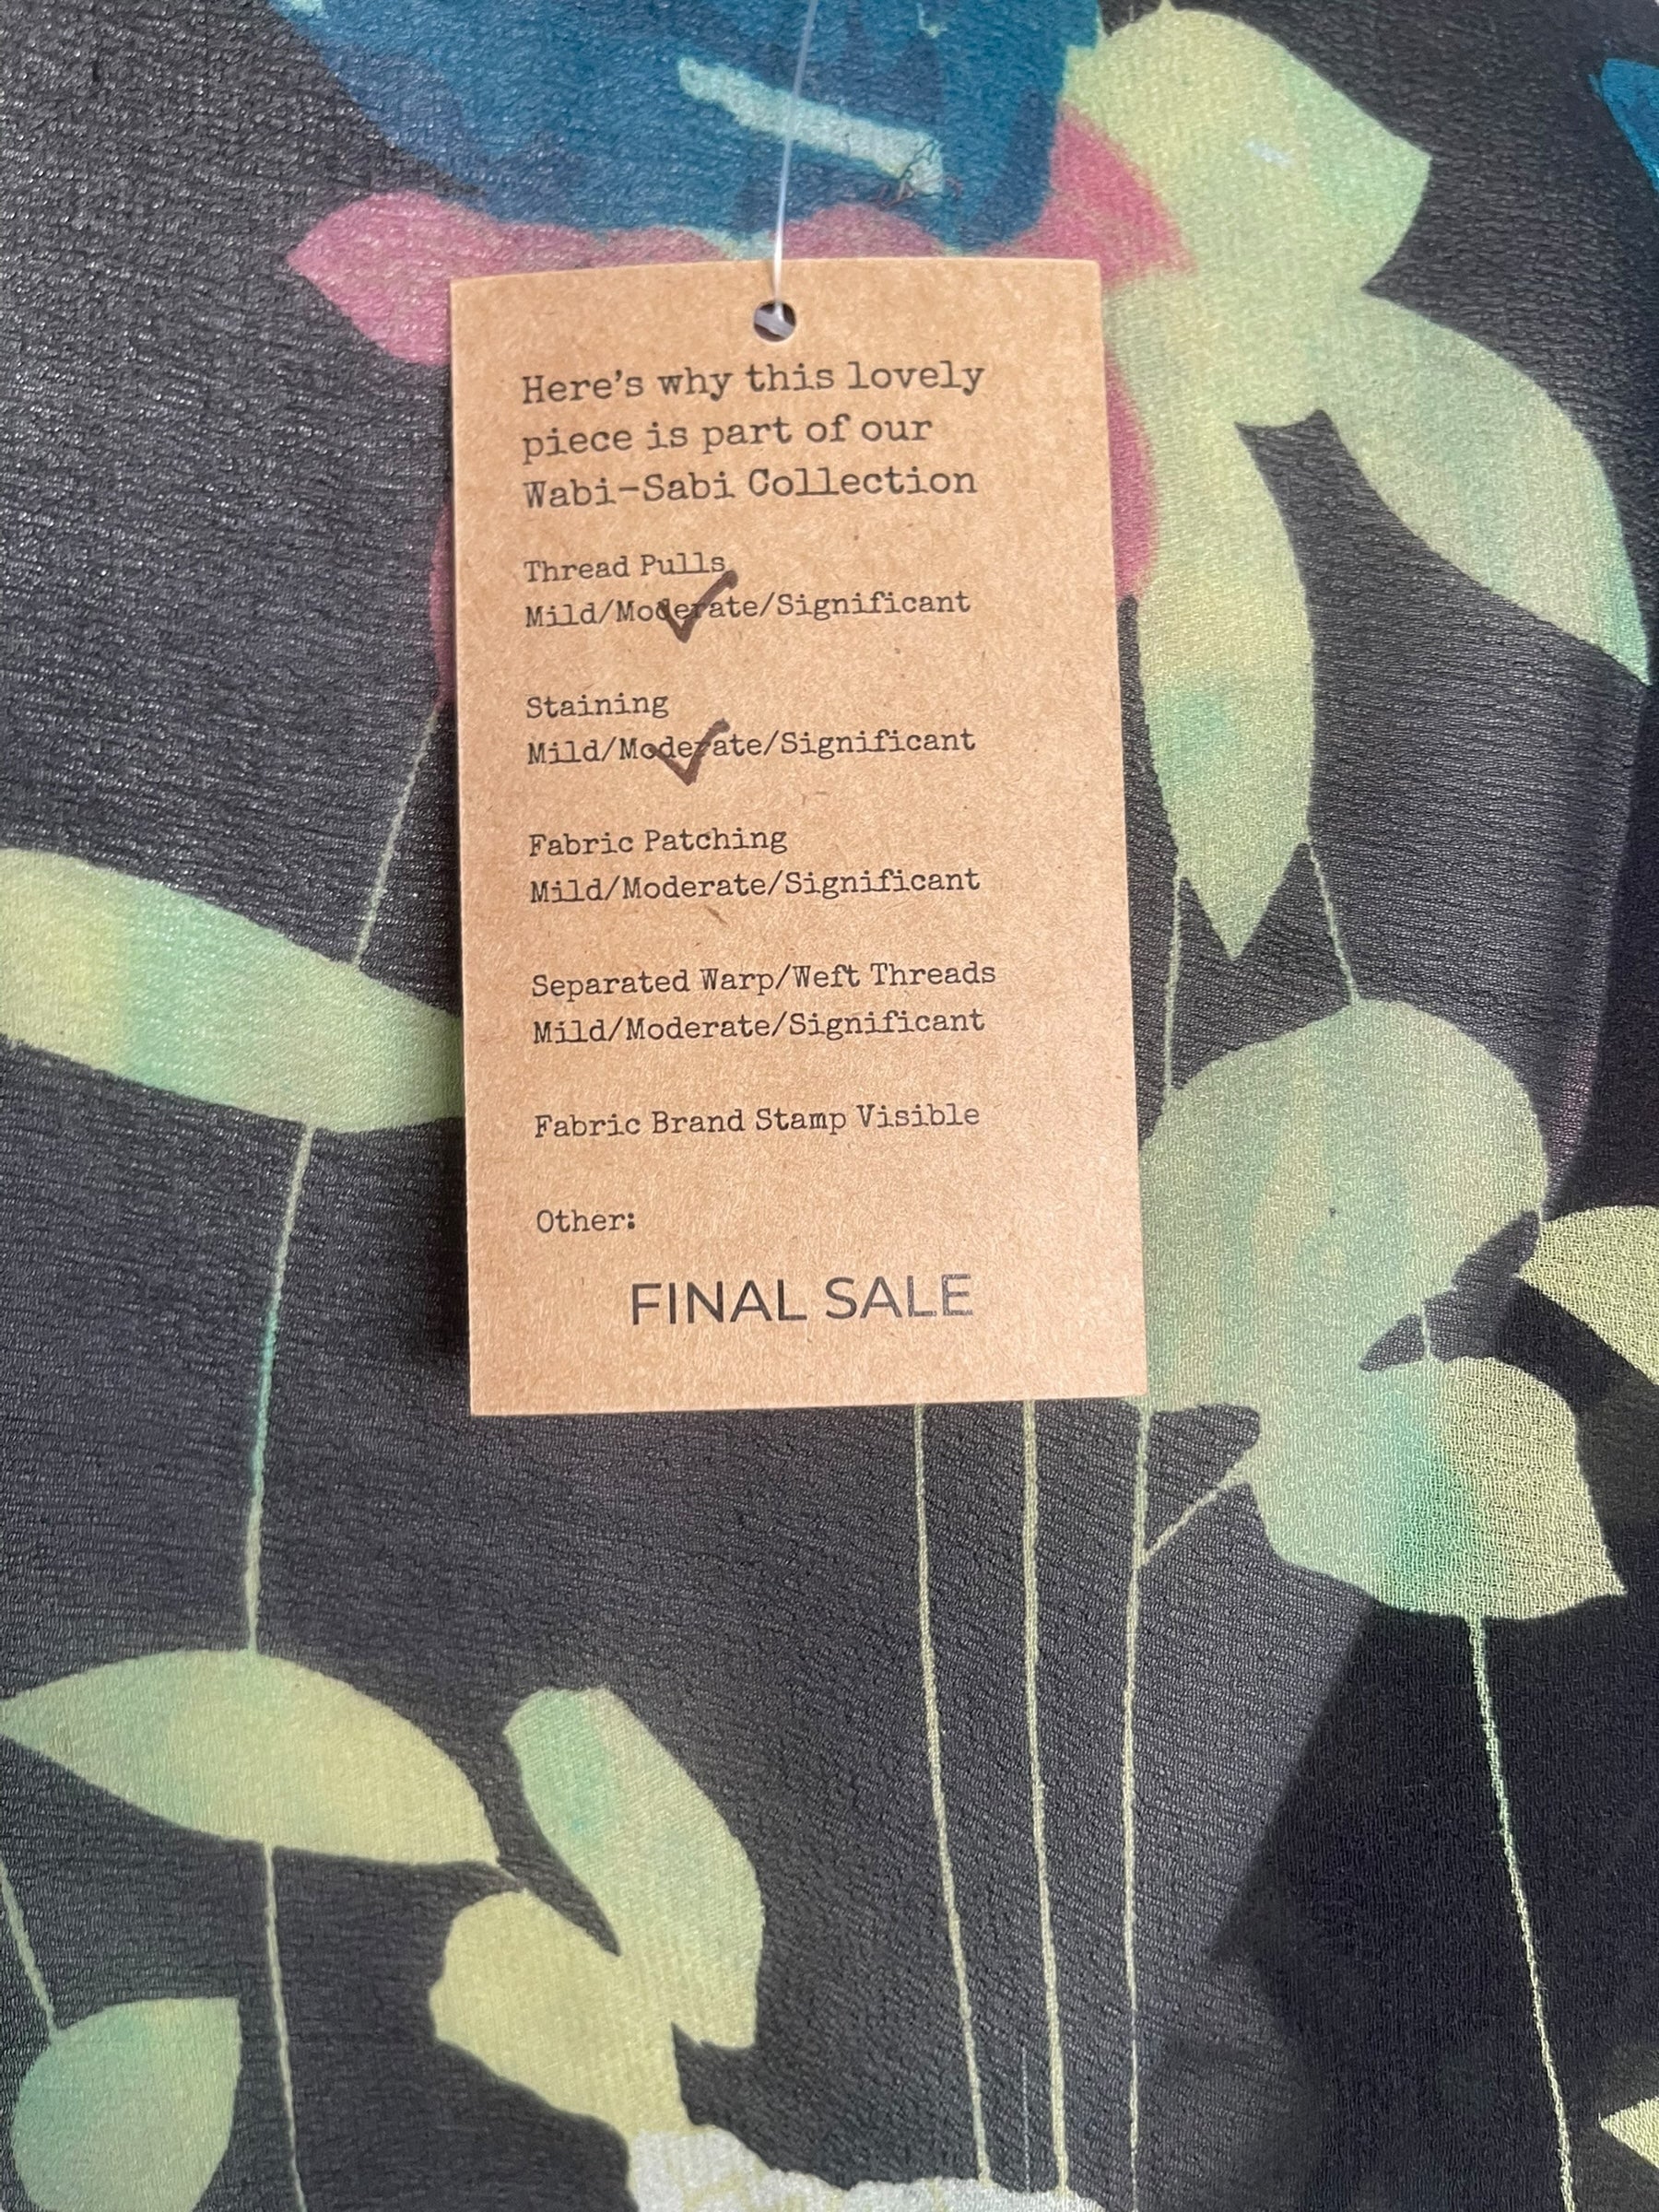 Here's why this lovely
piece is part of our
Wabi-Sabi Collection
Thread Pulls
Mild/Moderate/Significant
Staining
Mild/Moderate/Significant
Fabric Patching
Mild/Moderate/Significant
Separated Warp/Weft Threads
Mild/Moderate/Significant
Fabric Brand Stamp Visible
Other:
FINAL SALE